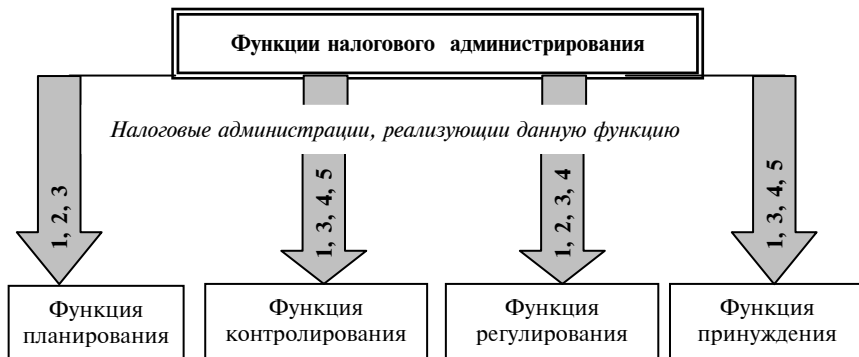 Функции налогового администрирования
Налоговые администрации, реализующии данную функцию
1, 2, 3
1, 3, 4, 5
1, 2, 3, 4
1, 3, 4, 5
Функция
планирования
Функция
контролирования
Функция
регулирования
Функция
принуждения